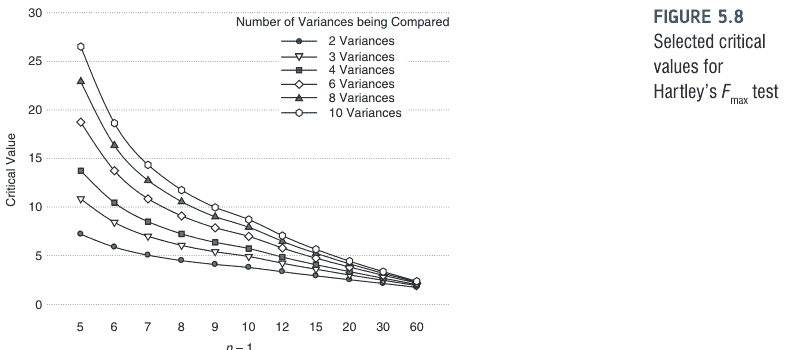 Number of Variances being Compared
2 Variances
3 Variances
4 Variances
6 Variances
8 Variances
10 Variances
30
25
20
15
10
5
0
Critical Value
5 6 7 8 9 10 12 15 20 30 60
n – 1
FIGURE 5.8
Selected critical
values for
Hartley's Fmax test